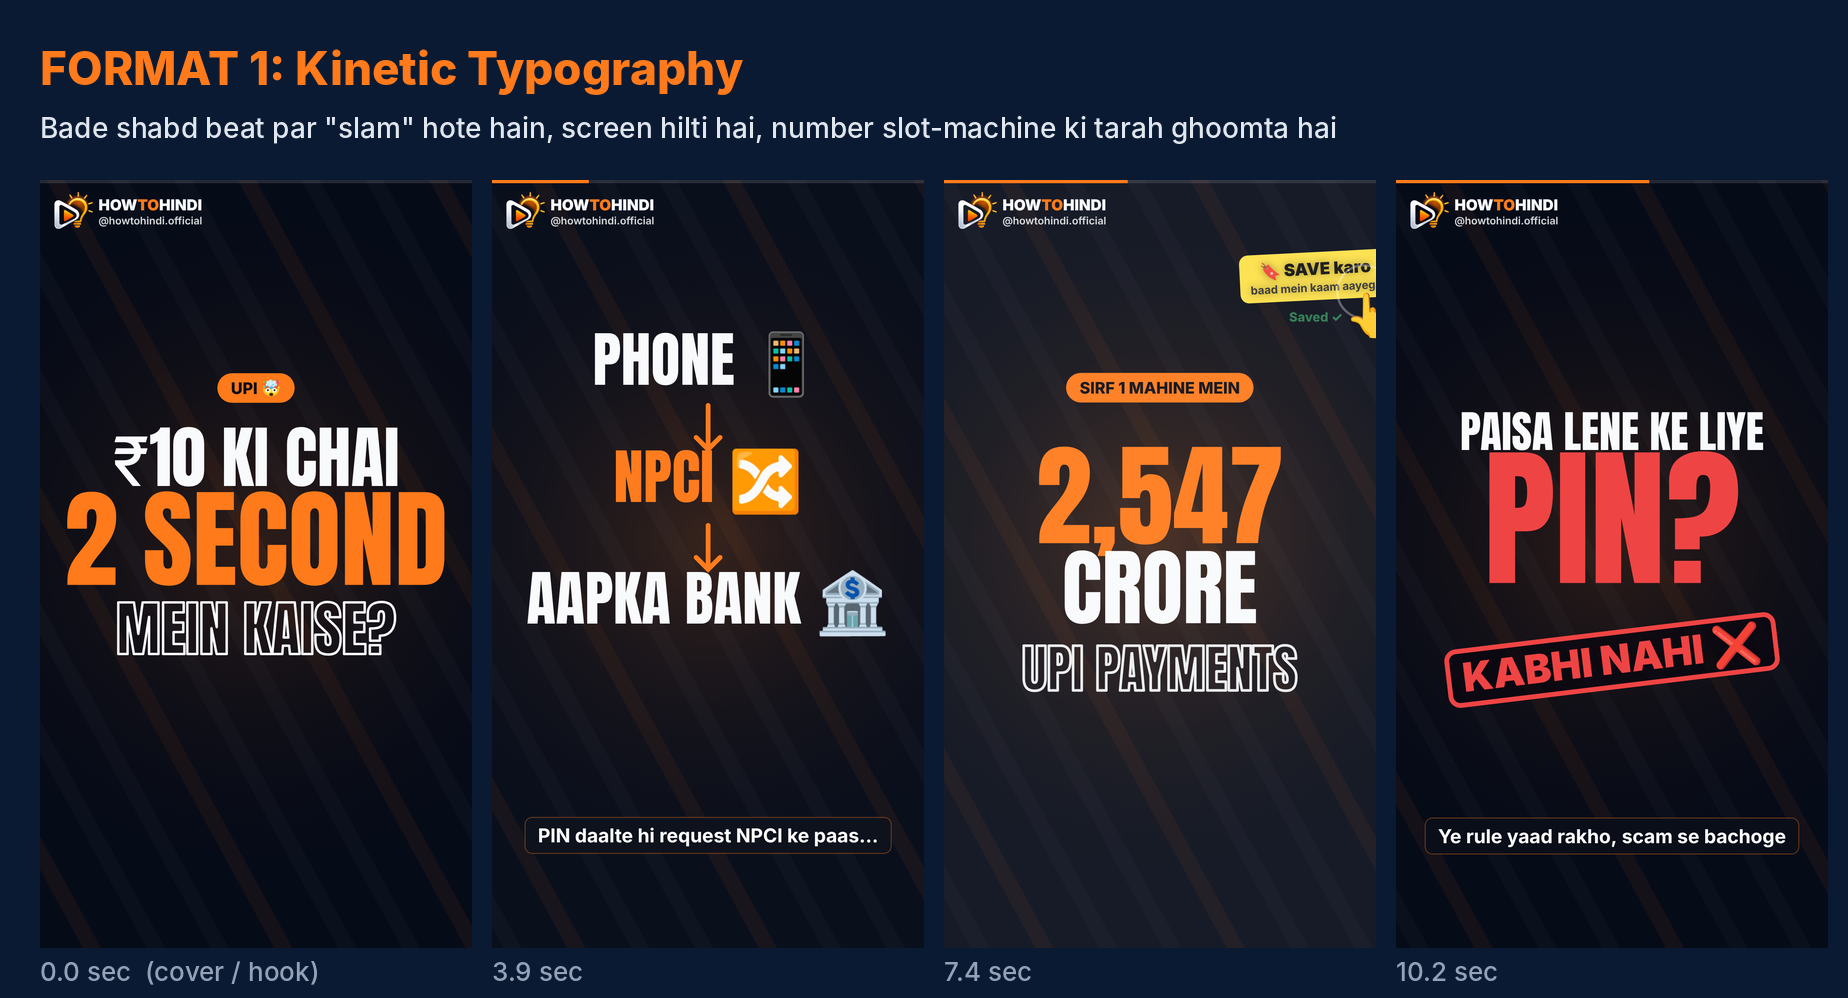 FORMAT 1: Kinetic Typography
Bade shabd beat par "slam" hote hain, screen hilti hai, number slot-machine ki tarah ghoomta hai
HOWTOHINDI
@howtohindi.official
UPI 🤯
₹10 KI CHAI
2 SECOND
MEIN KAISE?
0.0 sec (cover / hook)
HOWTOHINDI
@howtohindi.official
PHONE
NPCI
AAPKA BANK
PIN daalte hi request NPCI ke paas...
3.9 sec
HOWTOHINDI
@howtohindi.official
SAVE karo
baad mein kaam aayeg
Saved ✓
SIRF 1 MAHINE MEIN
2,547
CRORE
UPI PAYMENTS
7.4 sec
HOWTOHINDI
@howtohindi.official
PAISA LENE KE LIYE
PIN?
KABHI NAHI ❌
Ye rule yaad rakho, scam se bachoge
10.2 sec